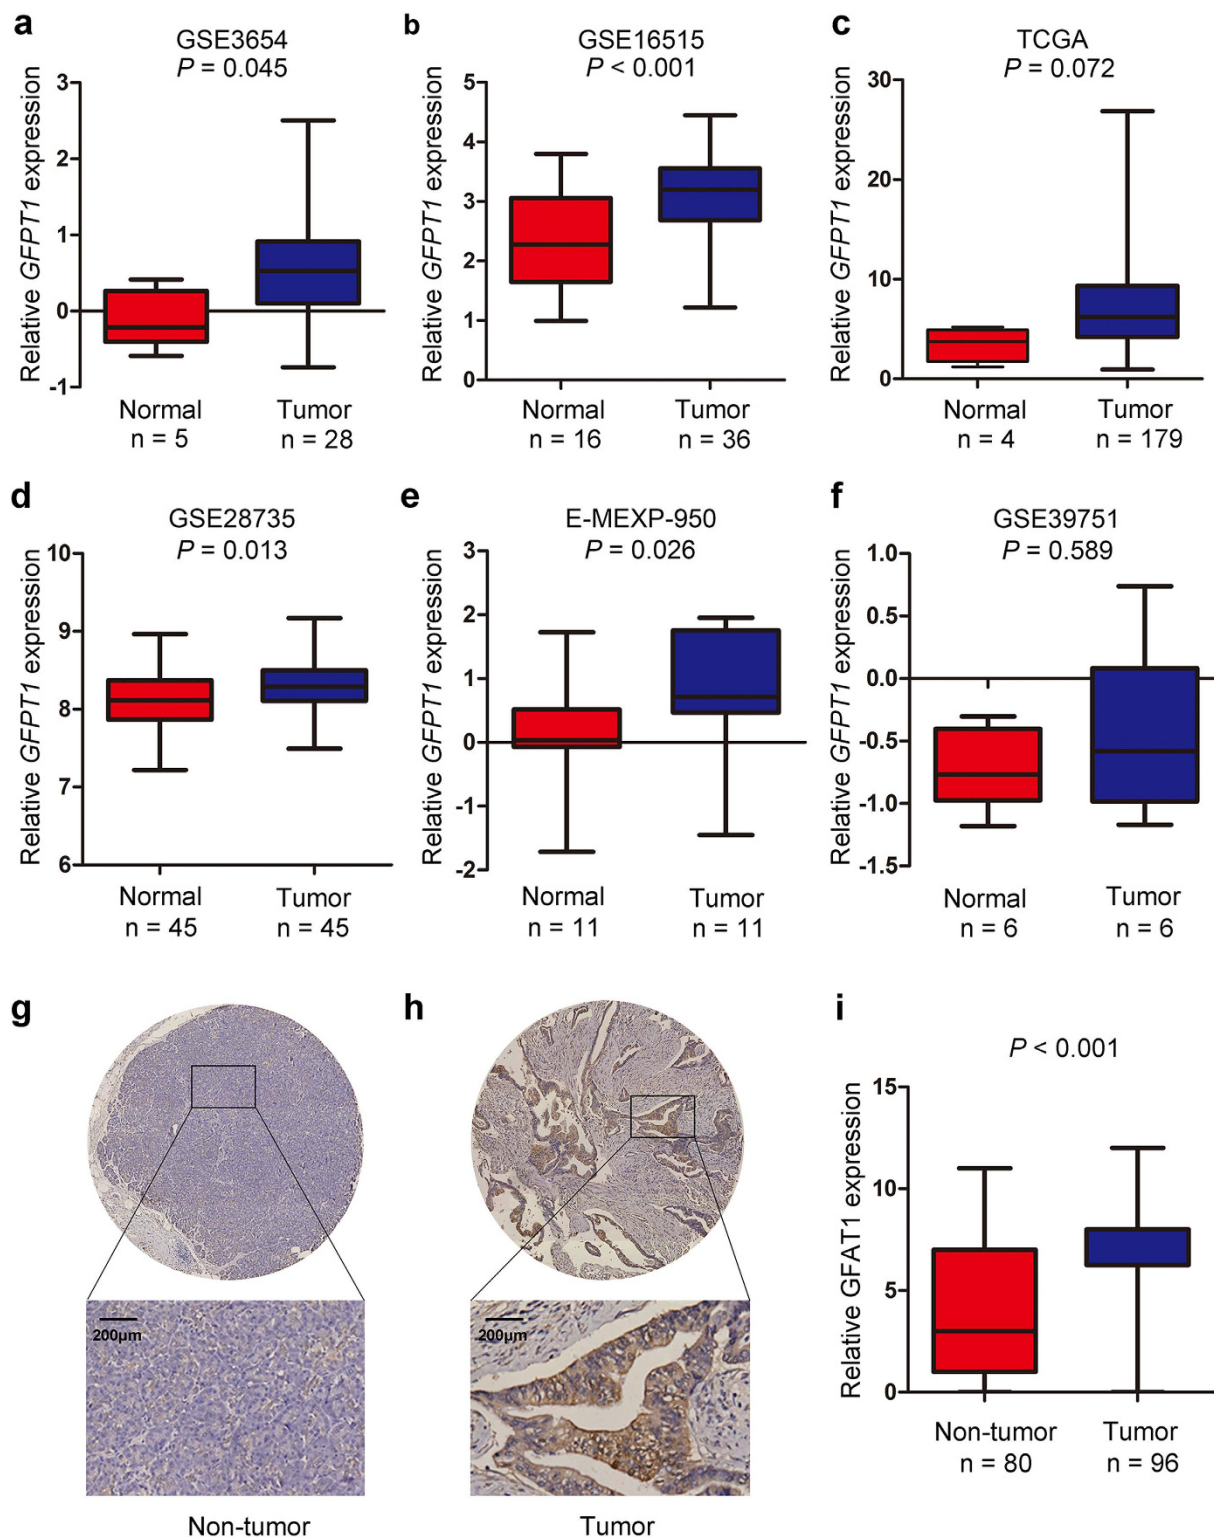 a
GSE3654
P = 0.045
Relative GFPT1 expression
3
2
1
0
-1
Normal
n = 5
Tumor
n = 28
b
GSE16515
P < 0.001
Relative GFPT1 expression
5
4
3
2
1
0
Normal
n = 16
Tumor
n = 36
c
TCGA
P = 0.072
Relative GFPT1 expression
30
20
10
0
Normal
n = 4
Tumor
n = 179
d
GSE28735
P = 0.013
Relative GFPT1 expression
10
9
8
7
6
Normal
n = 45
Tumor
n = 45
e
E-MEXP-950
P = 0.026
Relative GFPT1 expression
3
2
1
0
-1
-2
Normal
n = 11
Tumor
n = 11
f
GSE39751
P = 0.589
Relative GFPT1 expression
1.0
0.5
0.0
-0.5
-1.0
-1.5
Normal
n = 6
Tumor
n = 6
g
200μm
Non-tumor
h
200μm
Tumor
i
P < 0.001
Relative GFAT1 expression
15
10
5
0
Non-tumor
n = 80
Tumor
n = 96